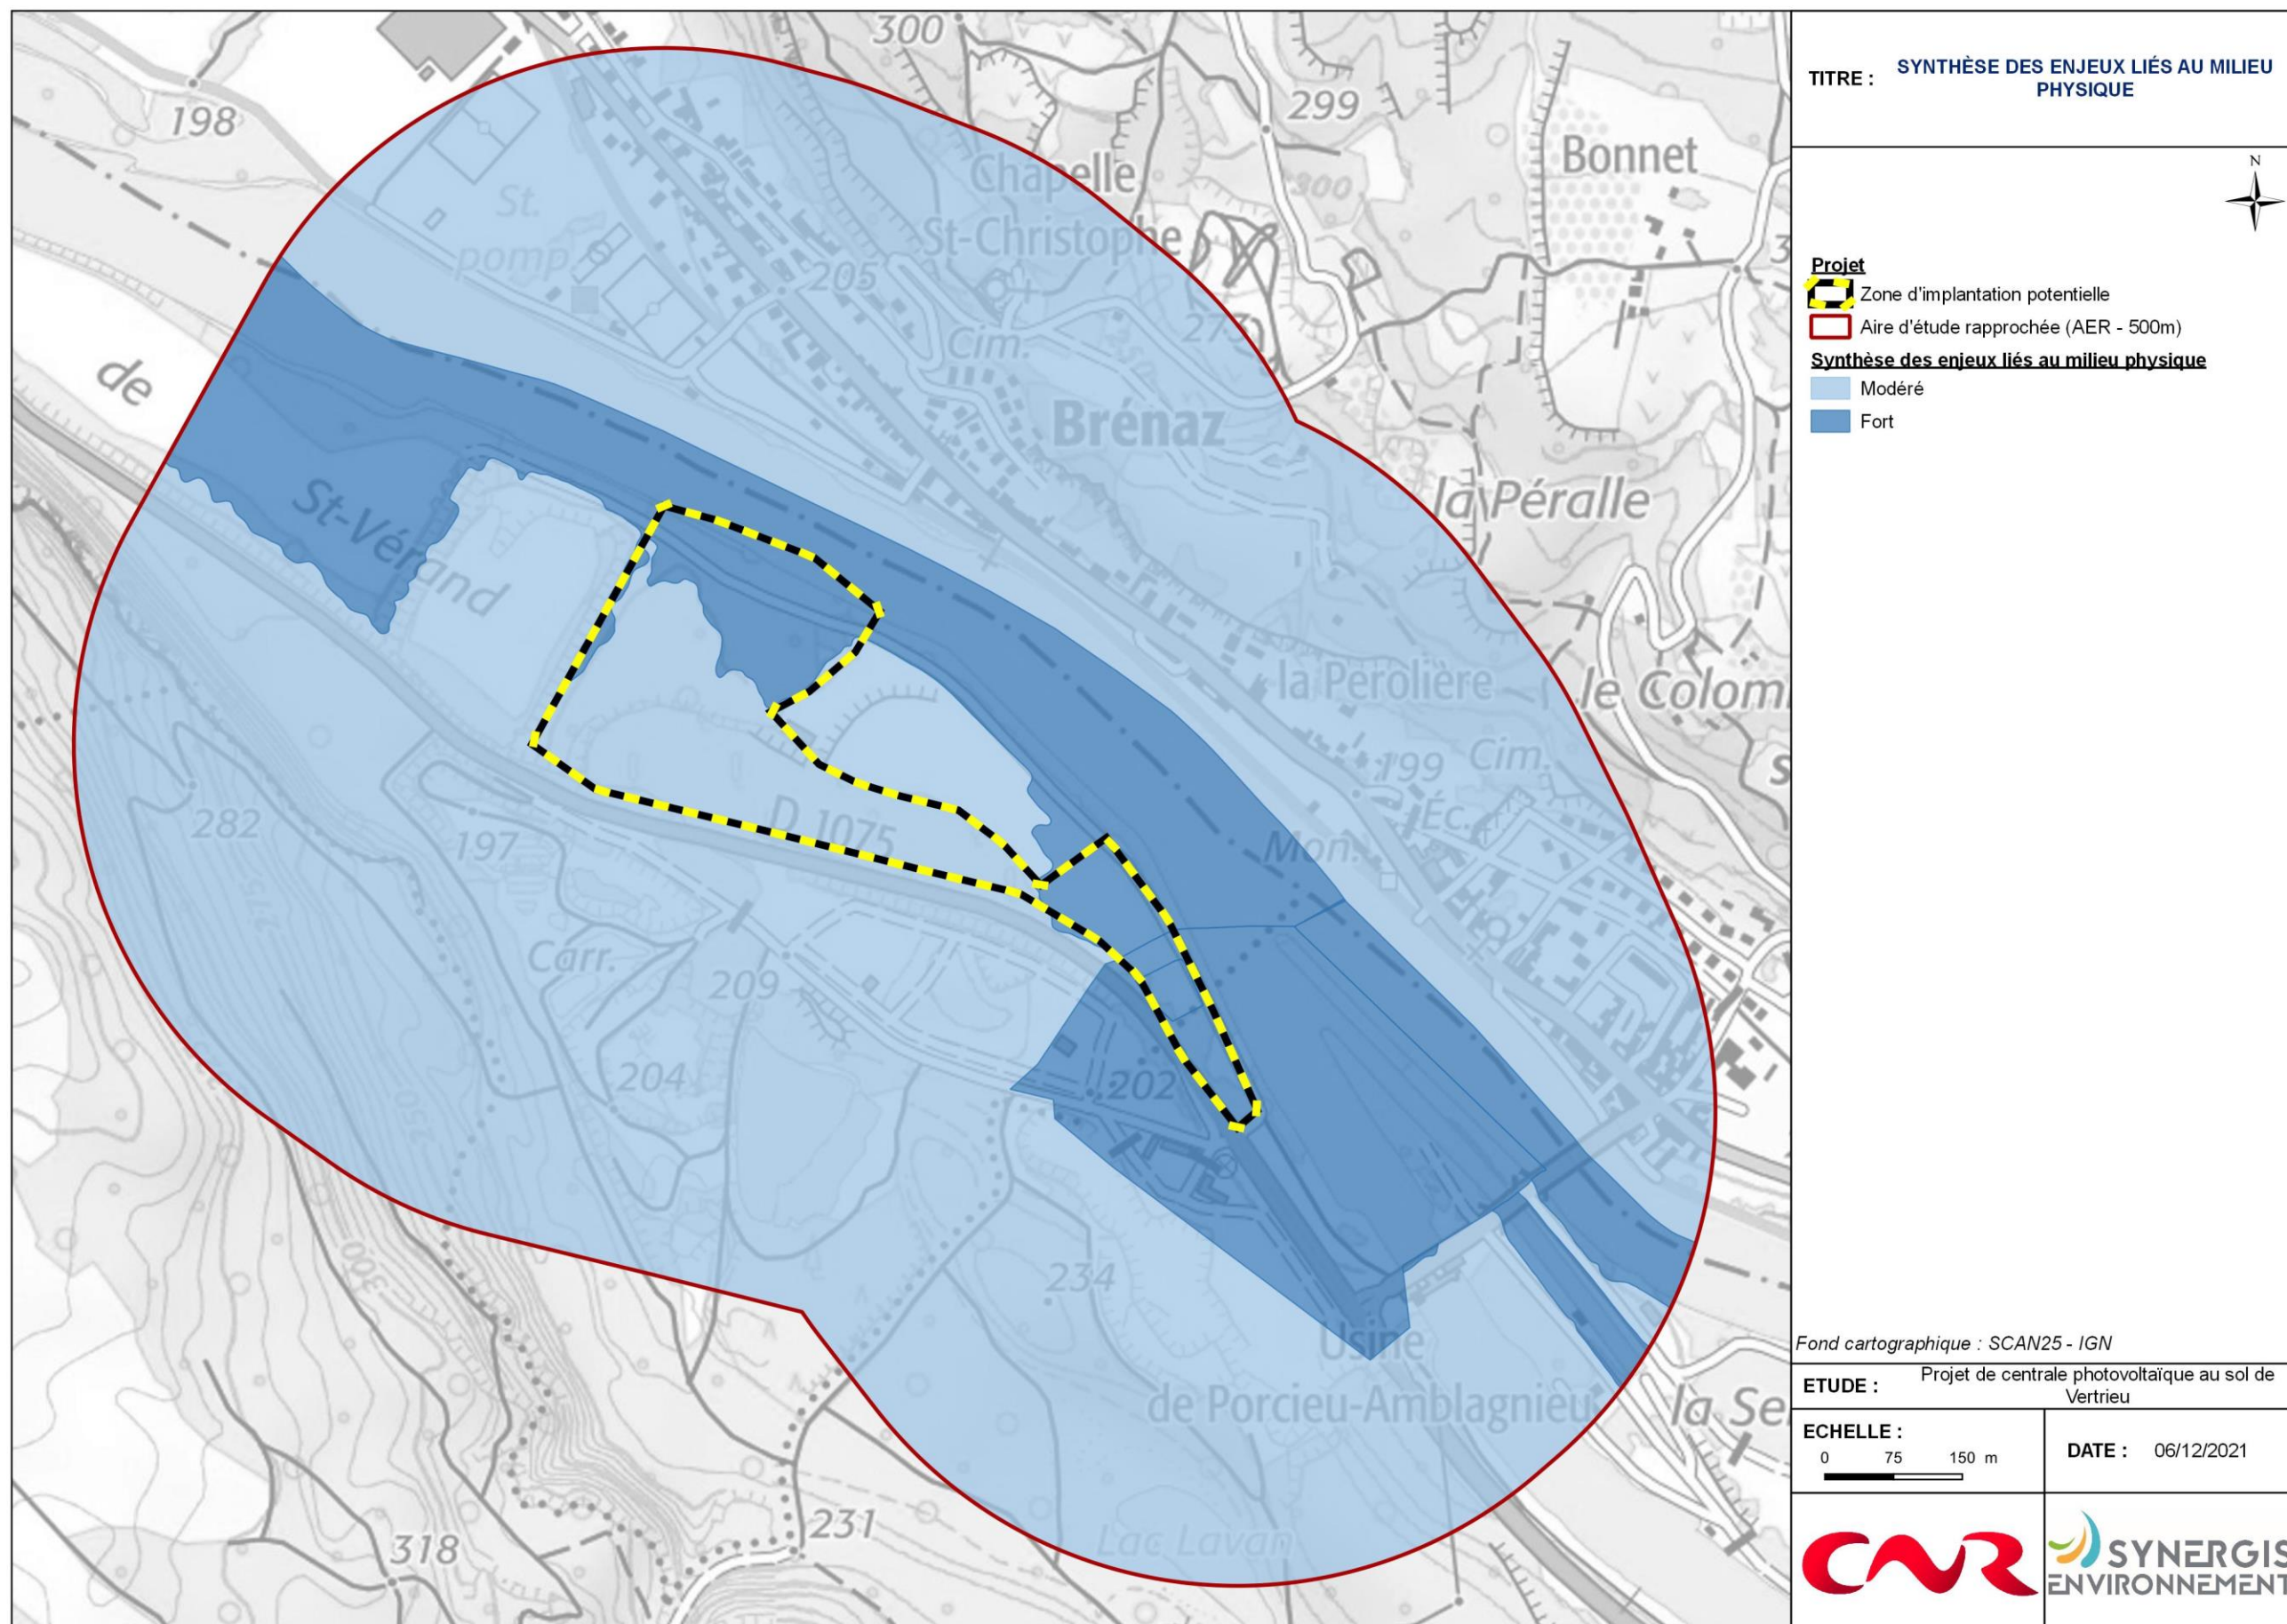 300
198
299
Bonnet
Chapelle
St-Christophe
300
St.
pomp.
205
Cim.
de
Brénaz
la Péralle
St-Vérand
la Perolière
le Colom
199
Cim.
Éc.
282
197
D 1075
Mon.
Carr.
209
204
202
300
234
Usine
de Porcieu-Amblagnieu
la Se
231
318
Lac Lavan
TITRE : SYNTHÈSE DES ENJEUX LIÉS AU MILIEU
PHYSIQUE
N
Projet
Zone d'implantation potentielle
Aire d'étude rapprochée (AER - 500m)
Synthèse des enjeux liés au milieu physique
Modéré
Fort
Fond cartographique : SCAN25 - IGN
ETUDE : Projet de centrale photovoltaïque au sol de
Vertrieu
ECHELLE :
0 75 150 m
DATE : 06/12/2021
CNR
SYNERGIS
ENVIRONNEMENT